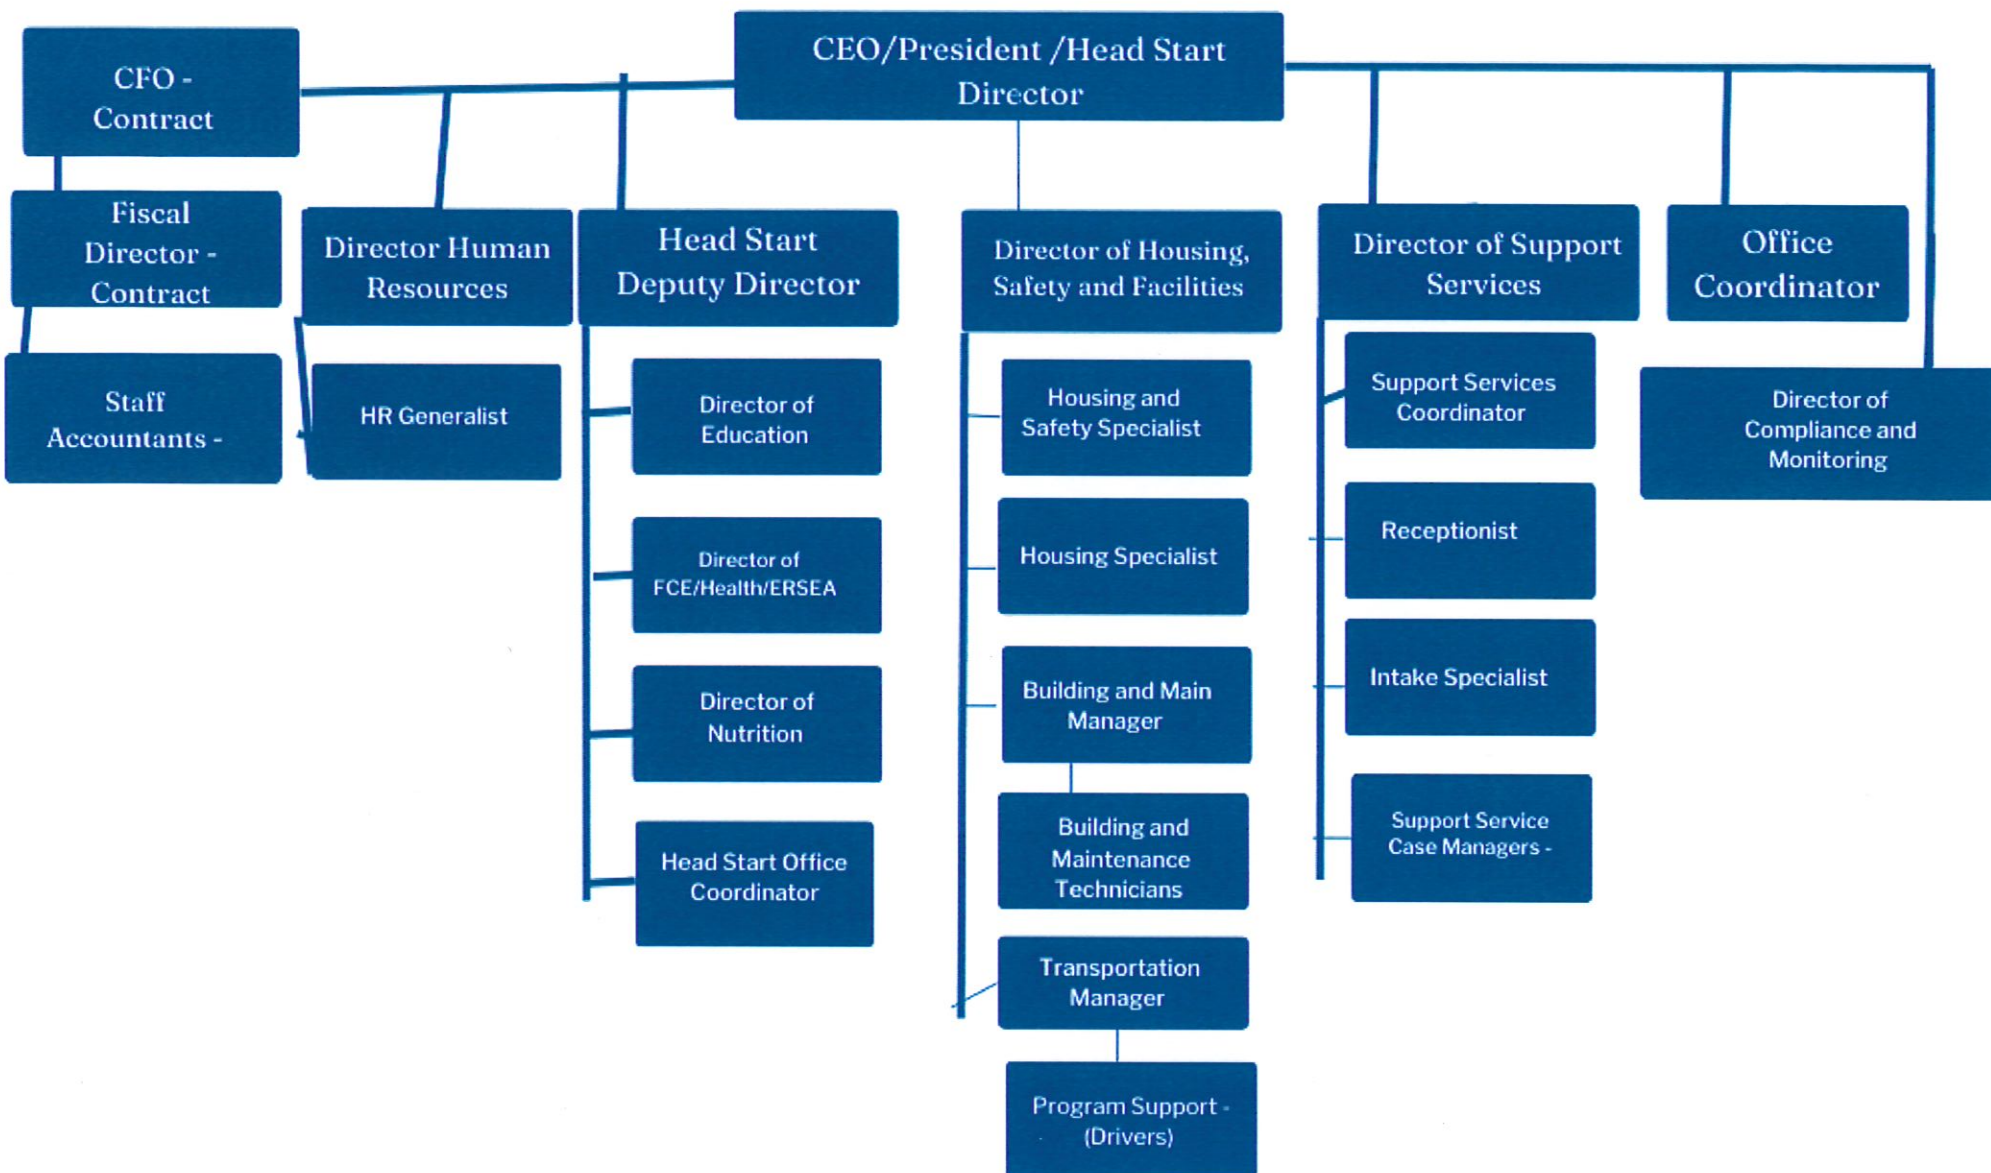 CEO/President /Head Start
Director
CFO -
Contract
Fiscal
Director -
Contract
Staff
Accountants -
Director Human
Resources
HR Generalist
Head Start
Deputy Director
Director of
Education
Director of
FCE/Health/ERSEA
Director of
Nutrition
Head Start Office
Coordinator
Director of Housing,
Safety and Facilities
Housing and
Safety Specialist
Housing Specialist
Building and Main
Manager
Building and
Maintenance
Technicians
Transportation
Manager
Program Support -
(Drivers)
Director of Support
Services
Support Services
Coordinator
Receptionist
Intake Specialist
Support Service
Case Managers -
Office
Coordinator
Director of
Compliance and
Monitoring